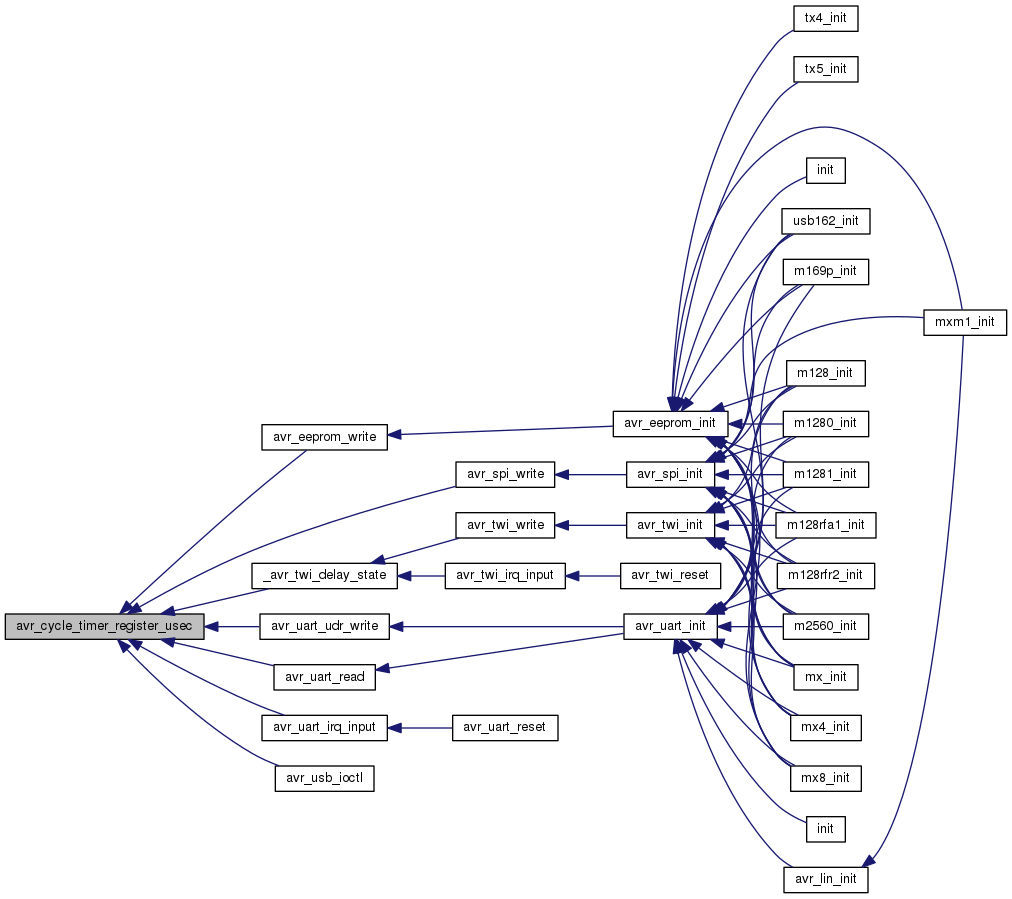 tx4_init
tx5_init
init
usb162_init
m169p_init
mxm1_init
m128_init
avr_eeprom_init
m1280_init
avr_eeprom_write
avr_spi_write
avr_spi_init
m1281_init
avr_twi_write
avr_twi_init
m128rfa1_init
_avr_twi_delay_state
avr_twi_irq_input
avr_twi_reset
m128rfr2_init
avr_cycle_timer_register_usec
avr_uart_udr_write
avr_uart_init
m2560_init
avr_uart_read
mx_init
avr_uart_irq_input
avr_uart_reset
mx4_init
avr_usb_ioctl
mx8_init
init
avr_lin_init